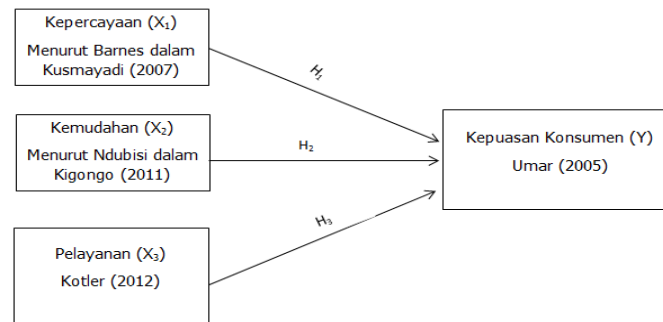 Kepercayaan (X₁)
Menurut Barnes dalam
Kusmayadi (2007)
H₁
Kemudahan (X₂)
Menurut Ndubisi dalam
Kigongo (2011)
H₂
Kepuasan Konsumen (Y)
Umar (2005)
Pelayanan (X₃)
Kotler (2012)
H₃